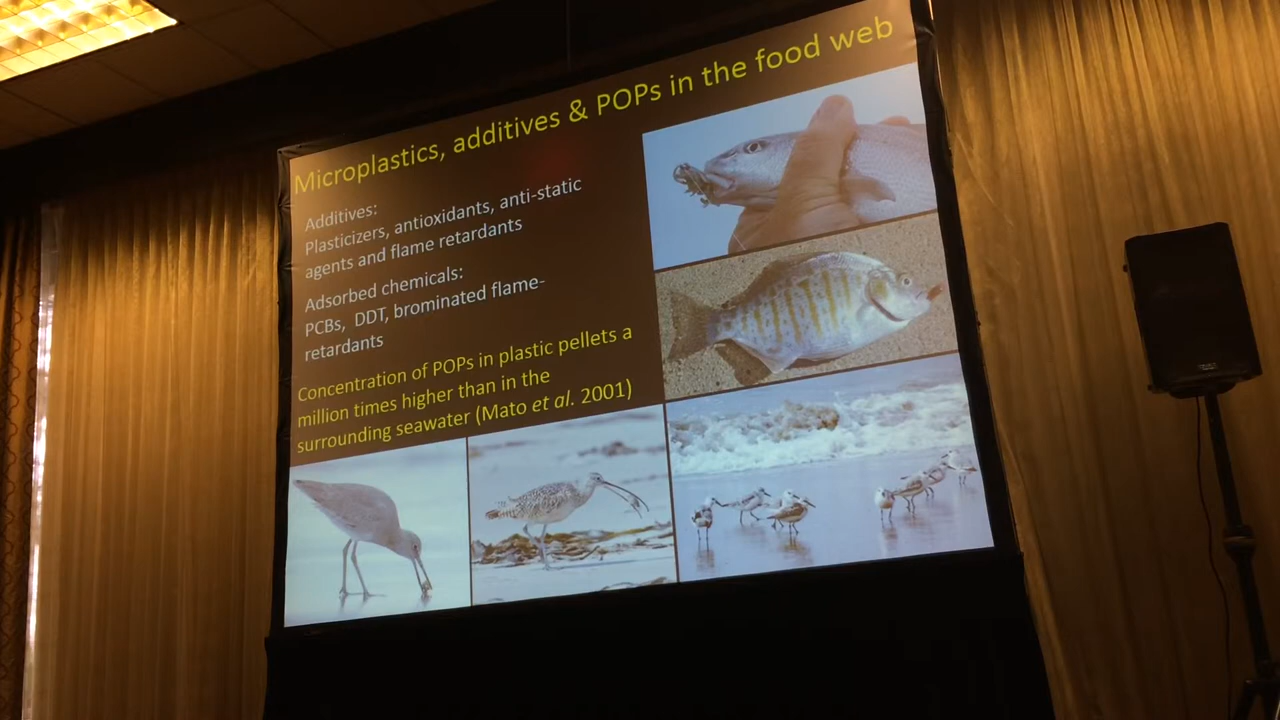 Microplastics, additives & POPs in the food web
Additives:
Plasticizers, antioxidants, anti-static
agents and flame retardants
Adsorbed chemicals:
PCBs, DDT, brominated flame-
retardants
Concentration of POPs in plastic pellets a
million times higher than in the
surrounding seawater (Mato et al. 2001)